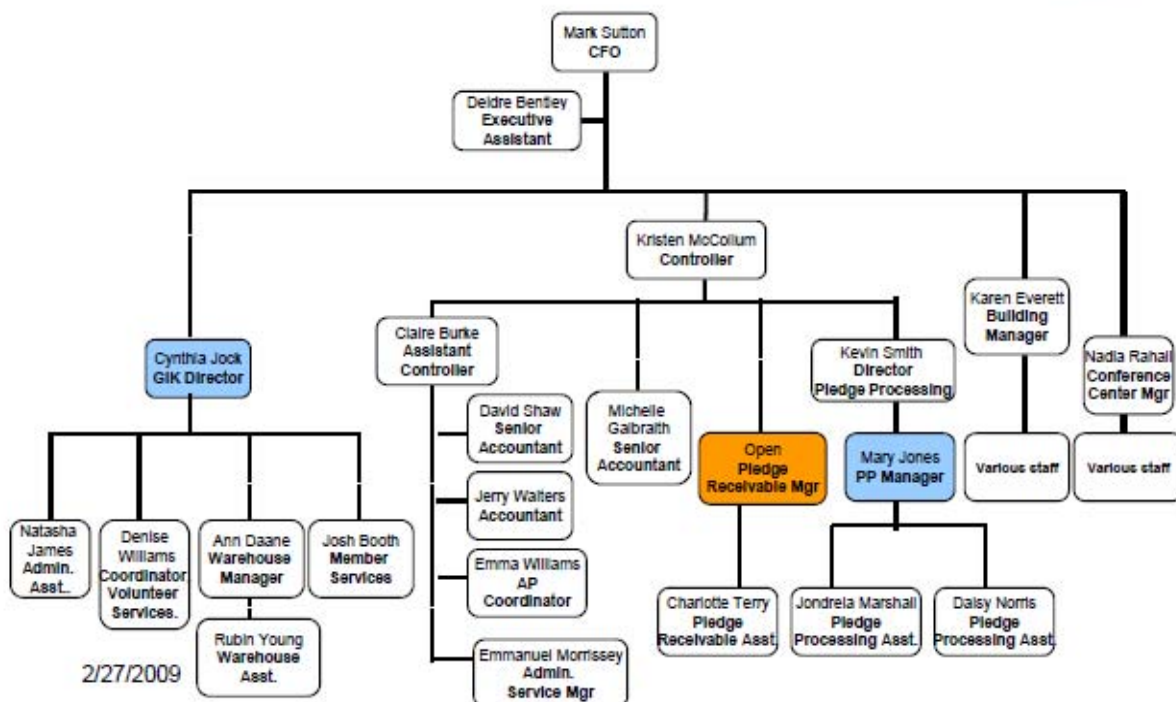 Mark Sutton
CFO
Deidre Bentley
Executive
Assistant
Kristen McCollum
Controller
Cynthia Jock
GIK Director
Claire Burke
Assistant
Controller
Kevin Smith
Director
Pledge Processing
Karen Everett
Building
Manager
Nadia Rahall
Conference
Center Mgr
David Shaw
Senior
Accountant
Michelle
Galbraith
Senior
Accountant
Open
Pledge
Receivable Mgr
Mary Jones
PP Manager
Various staff
Various staff
Jerry Walters
Accountant
Natasha
James
Admin.
Asst..
Denise
Williams
Coordinator,
Volunteer
Services.
Ann Daane
Warehouse
Manager
Josh Booth
Member
Services
Emma Williams
AP
Coordinator
Charlotte Terry
Pledge
Receivable Asst.
Jondrela Marshall
Pledge
Processing Asst.
Daisy Norris
Pledge
Processing Asst.
Rubin Young
Warehouse
Asst.
Emmanuel Morrissey
Admin.
Service Mgr
2/27/2009